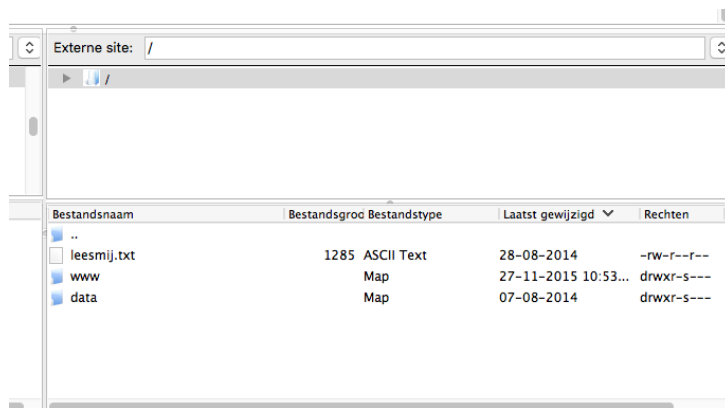 Externe site: /
/
Bestandsnaam Bestandsgroo Bestandstype Laatst gewijzigd Rechten
..
leesmij.txt 1285 ASCII Text 28-08-2014 -rw-r--r--
www Map 27-11-2015 10:53... drwxr-s---
data Map 07-08-2014 drwxr-s---